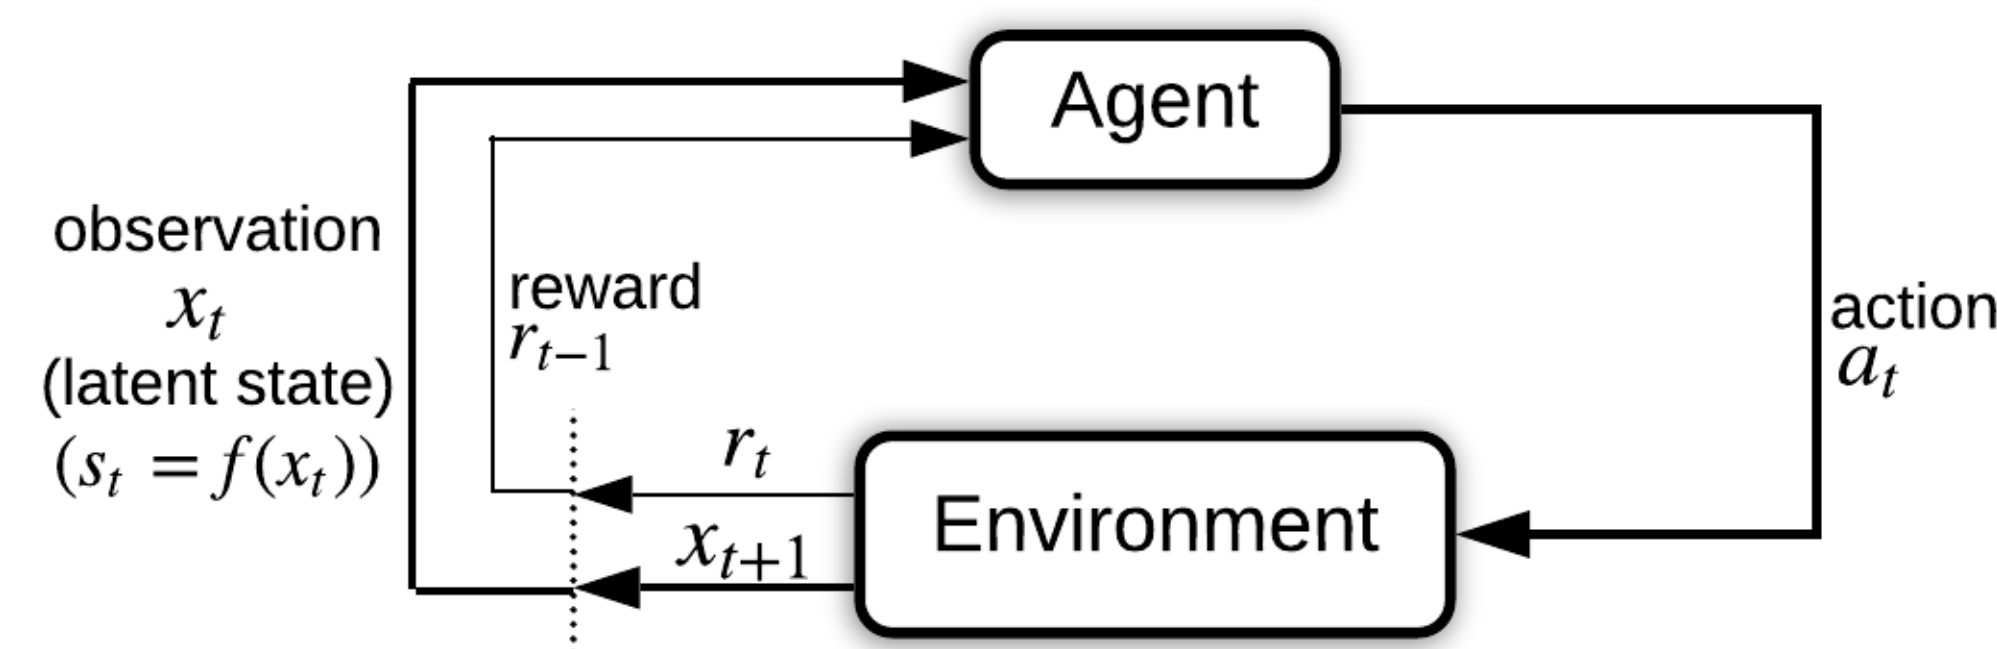 Agent
observation
x_t
(latent state)
(s_t = f(x_t))
reward
r_{t−1}
action
a_t
r_t
x_{t+1}
Environment